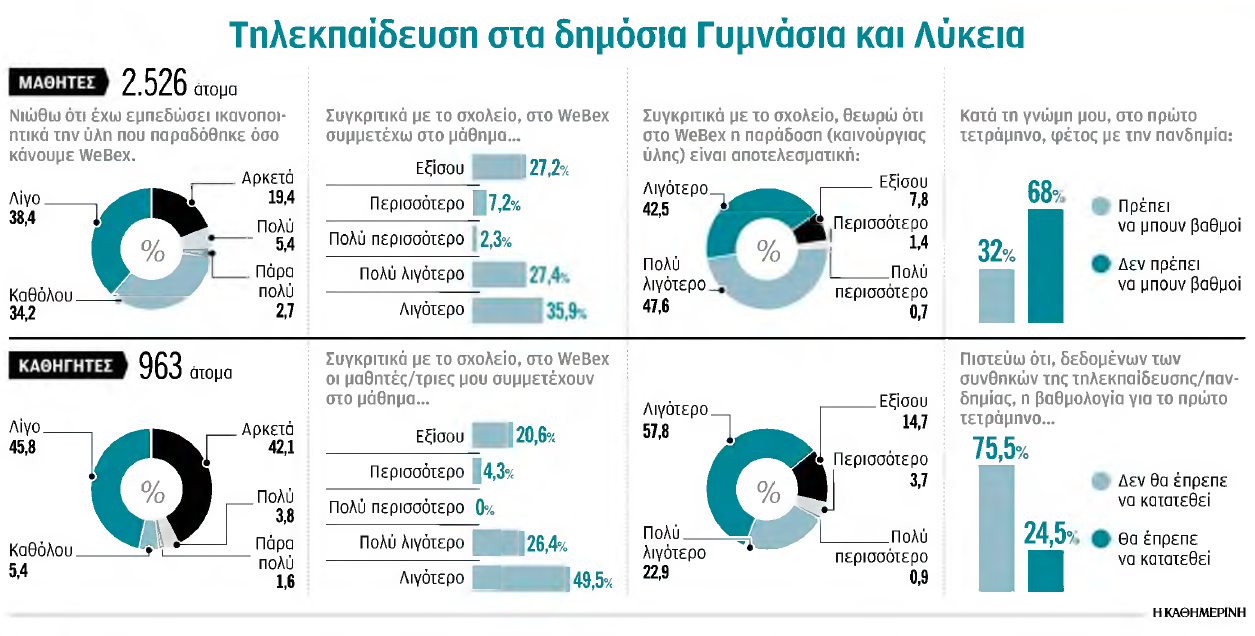 Τηλεκπαίδευση στα δημόσια Γυμνάσια και Λύκεια
ΜΑΘΗΤΕΣ 2.526 άτομα
Νιώθω ότι έχω εμπεδώσει ικανοποι-
ητικά την ύλη που παραδόθηκε όσο
κάνουμε WeBex.
Λίγο
38,4
Αρκετά
19,4
Πολύ
5,4
Πάρα
πολύ
2,7
Καθόλου
34,2
%
Συγκριτικά με το σχολείο, στο WeBex
συμμετέχω στο μάθημα...
Εξίσου 27,2%
Περισσότερο 7,2%
Πολύ περισσότερο 2,3%
Πολύ λιγότερο 27,4%
Λιγότερο 35,9%
Συγκριτικά με το σχολείο, θεωρώ ότι
στο WeBex η παράδοση (καινούργιας
ύλης) είναι αποτελεσματική:
Λιγότερο
42,5
Εξίσου
7,8
Περισσότερο
1,4
Πολύ
περισσότερο
0,7
Πολύ
λιγότερο
47,6
%
Κατά τη γνώμη μου, στο πρώτο
τετράμηνο, φέτος με την πανδημία:
32%
68%
Πρέπει
να μπουν βαθμοί
Δεν πρέπει
να μπουν βαθμοί
ΚΑΘΗΓΗΤΕΣ 963 άτομα
Λίγο
45,8
Αρκετά
42,1
Πολύ
3,8
Πάρα
πολύ
1,6
Καθόλου
5,4
%
Συγκριτικά με το σχολείο, στο WeBex
οι μαθητές/τριες μου συμμετέχουν
στο μάθημα...
Εξίσου 20,6%
Περισσότερο 4,3%
Πολύ περισσότερο 0%
Πολύ λιγότερο 26,4%
Λιγότερο 49,5%
Λιγότερο
57,8
Εξίσου
14,7
Περισσότερο
3,7
Πολύ
περισσότερο
0,9
Πολύ
λιγότερο
22,9
%
Πιστεύω ότι, δεδομένων των
συνθηκών της τηλεκπαίδευσης/παν-
δημίας, η βαθμολογία για το πρώτο
τετράμηνο...
75,5%
24,5%
Δεν θα έπρεπε
να κατατεθεί
Θα έπρεπε
να κατατεθεί
Η ΚΑΘΗΜΕΡΙΝΗ